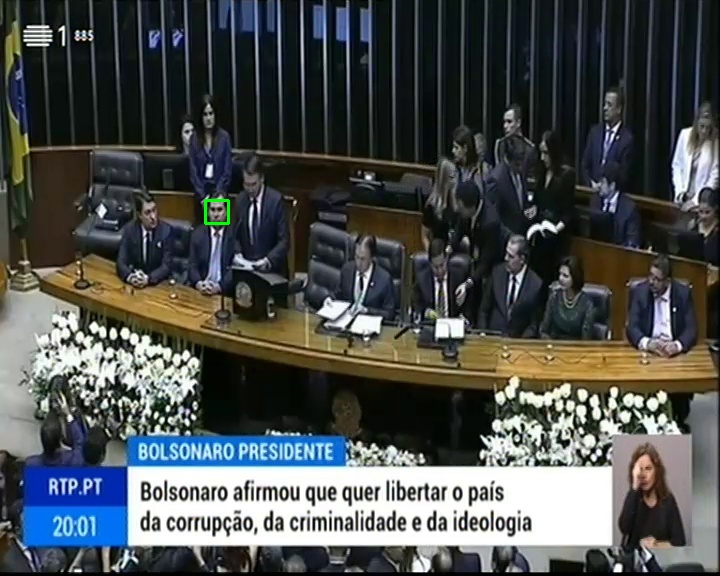 1 885
BOLSONARO PRESIDENTE
RTP.PT
20:01
Bolsonaro afirmou que quer libertar o país
da corrupção, da criminalidade e da ideologia